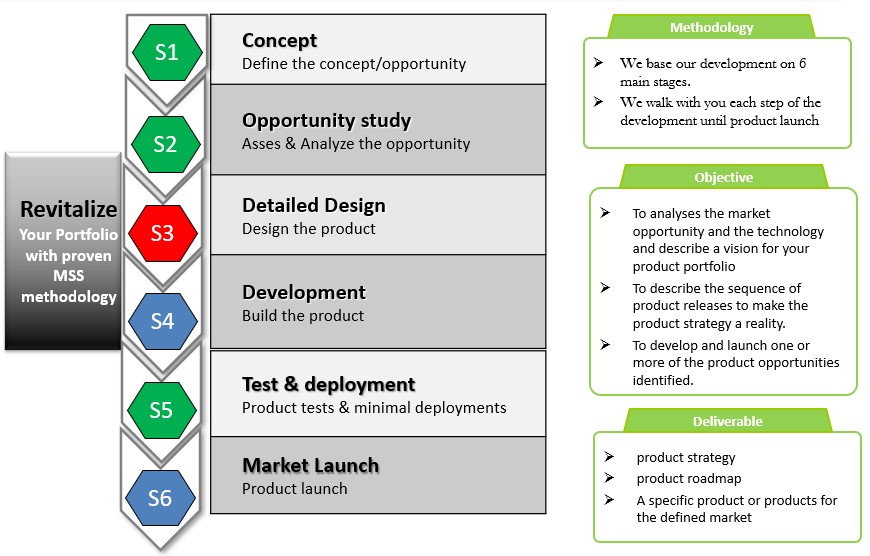 Revitalize
Your Portfolio
with proven
MSS
methodology
S1
Concept
Define the concept/opportunity
S2
Opportunity study
Asses & Analyze the opportunity
S3
Detailed Design
Design the product
S4
Development
Build the product
S5
Test & deployment
Product tests & minimal deployments
S6
Market Launch
Product launch
Methodology
We base our development on 6
main stages.
We walk with you each step of the
development until product launch
Objective
To analyses the market
opportunity and the technology
and describe a vision for your
product portfolio
To describe the sequence of
product releases to make the
product strategy a reality.
To develop and launch one or
more of the product opportunities
identified.
Deliverable
product strategy
product roadmap
A specific product or products for
the defined market